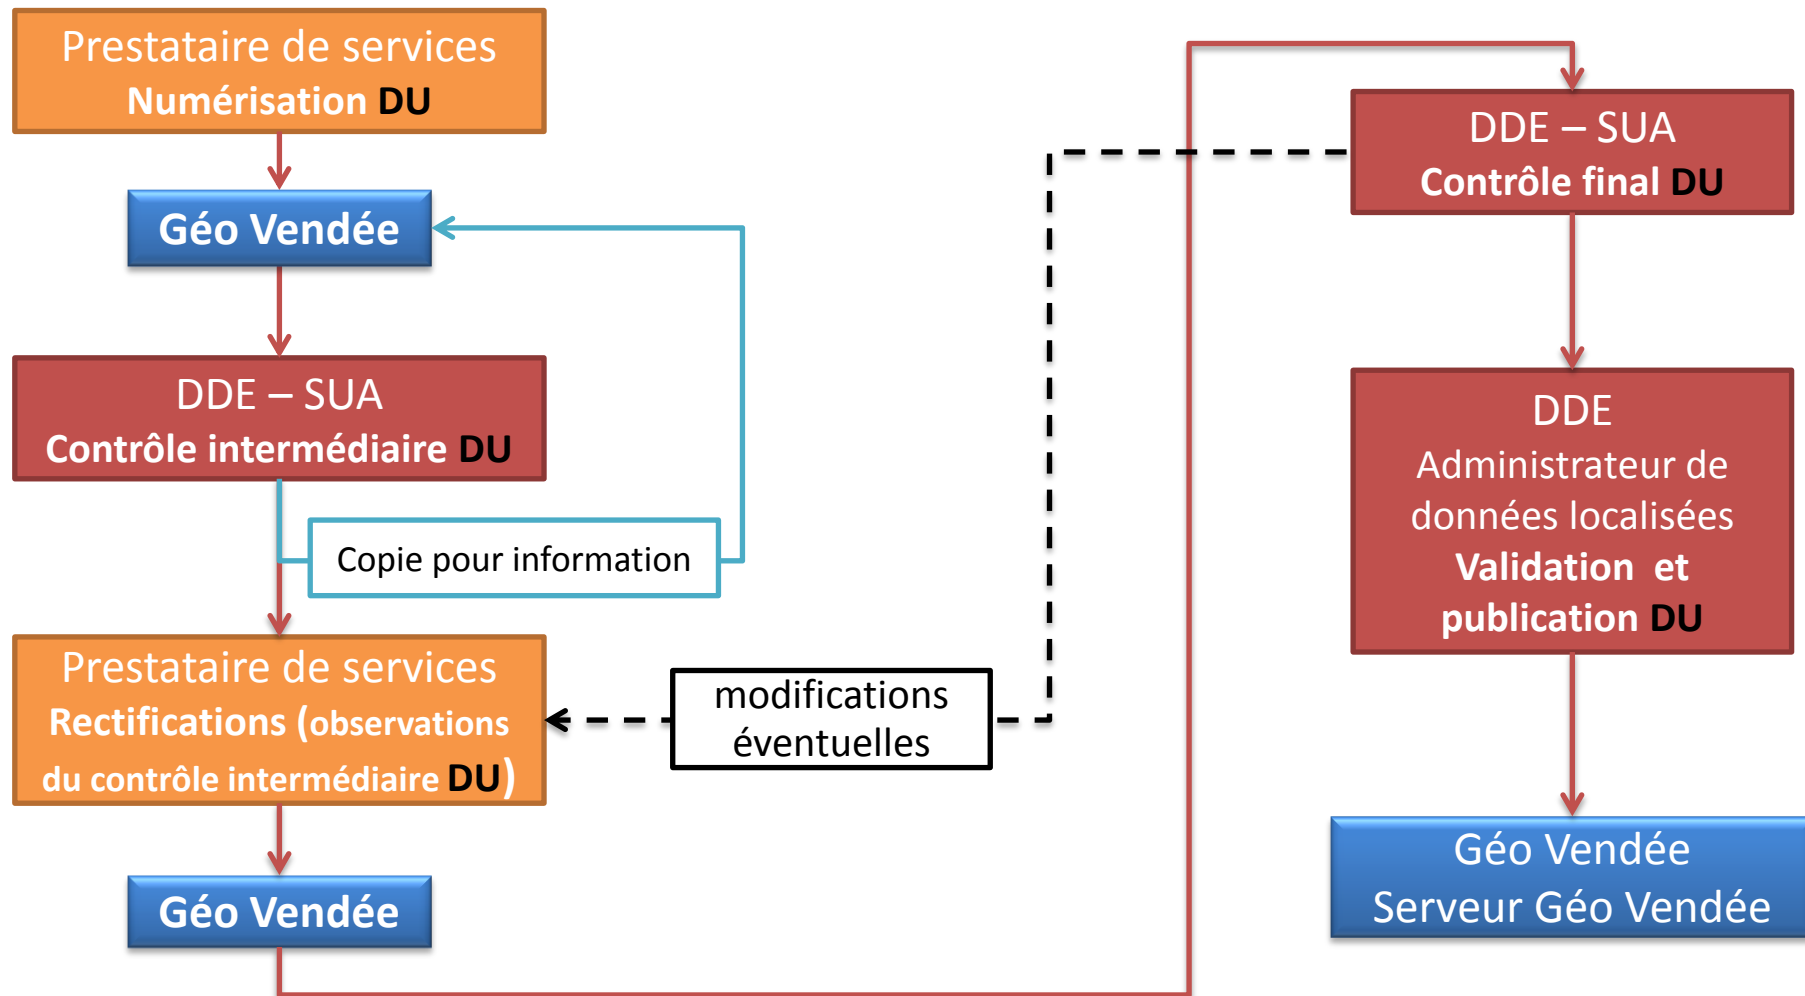 Prestataire de services
Numérisation DU
Géo Vendée
DDE – SUA
Contrôle intermédiaire DU
Copie pour information
Prestataire de services
Rectifications (observations
du contrôle intermédiaire DU)
modifications
éventuelles
Géo Vendée
DDE – SUA
Contrôle final DU
DDE
Administrateur de
données localisées
Validation et
publication DU
Géo Vendée
Serveur Géo Vendée